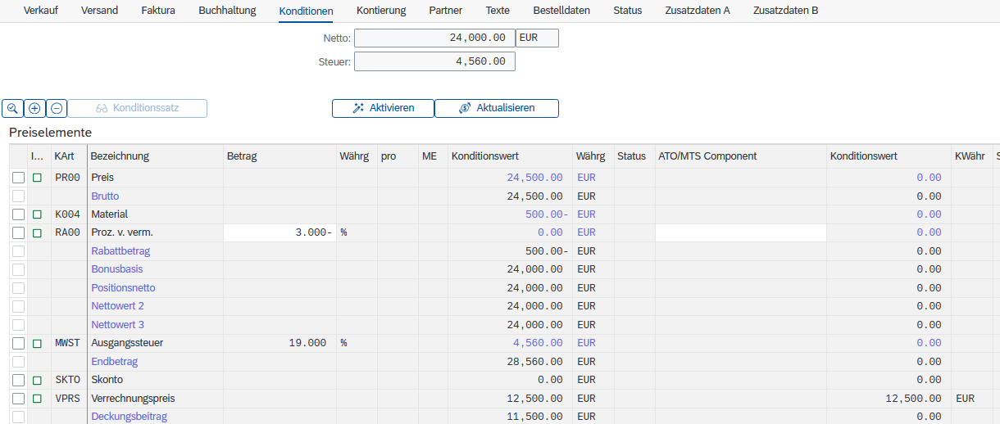 Verkauf Versand Faktura Buchhaltung Konditionen Kontierung Partner Texte Bestelldaten Status Zusatzdaten A Zusatzdaten B
Netto: 24,000.00 EUR
Steuer: 4,560.00
Konditionssatz Aktivieren Aktualisieren
Preiselemente
I... KArt Bezeichnung Betrag Währg pro ME Konditionswert Währg Status ATO/MTS Component Konditionswert KWähr S
PR00 Preis 24,500.00 EUR 0.00
Brutto 24,500.00 EUR 0.00
K004 Material 500.00- EUR 0.00
RA00 Proz. v. verm. 3.000- % 0.00 EUR 0.00
Rabattbetrag 500.00- EUR 0.00
Bonusbasis 24,000.00 EUR 0.00
Positionsnetto 24,000.00 EUR 0.00
Nettowert 2 24,000.00 EUR 0.00
Nettowert 3 24,000.00 EUR 0.00
MWST Ausgangssteuer 19.000 % 4,560.00 EUR 0.00
Endbetrag 28,560.00 EUR 0.00
SKTO Skonto 0.00 EUR 0.00
VPRS Verrechnungspreis 12,500.00 EUR 12,500.00 EUR
Deckungsbeitrag 11,500.00 EUR 0.00